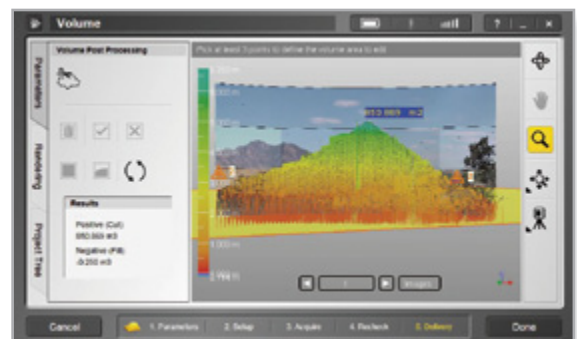 Volume
? _ ×
Volume Post Processing
Pick at least 3 points to define the volume area to edit
Parameters
Rendering
Project Tree
Results
Positive (Cut)
Negative (Fill)
1
Images
Cancel
1. Parameters
2. Setup
3. Acquire
4. Recheck
5. Delivery
Done